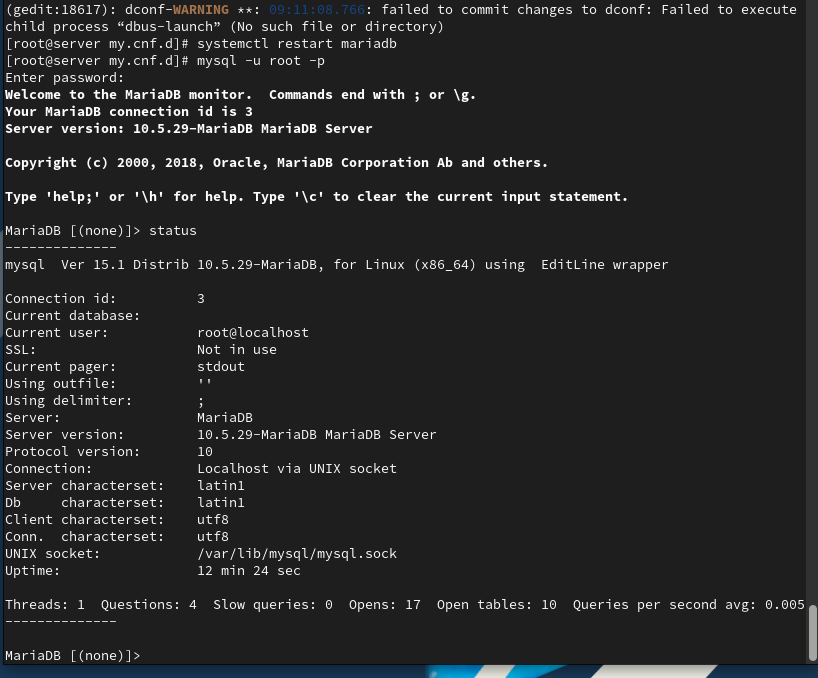 (gedit:18617): dconf-WARNING **: 09:11:08.766: failed to commit changes to dconf: Failed to execute
child process “dbus-launch” (No such file or directory)
[root@server my.cnf.d]# systemctl restart mariadb
[root@server my.cnf.d]# mysql -u root -p
Enter password:
Welcome to the MariaDB monitor.  Commands end with ; or \g.
Your MariaDB connection id is 3
Server version: 10.5.29-MariaDB MariaDB Server

Copyright (c) 2000, 2018, Oracle, MariaDB Corporation Ab and others.

Type 'help;' or '\h' for help. Type '\c' to clear the current input statement.

MariaDB [(none)]> status
--------------
mysql  Ver 15.1 Distrib 10.5.29-MariaDB, for Linux (x86_64) using  EditLine wrapper

Connection id:          3
Current database:
Current user:           root@localhost
SSL:                    Not in use
Current pager:          stdout
Using outfile:          ''
Using delimiter:        ;
Server:                 MariaDB
Server version:         10.5.29-MariaDB MariaDB Server
Protocol version:       10
Connection:             Localhost via UNIX socket
Server characterset:    latin1
Db     characterset:    latin1
Client characterset:    utf8
Conn.  characterset:    utf8
UNIX socket:            /var/lib/mysql/mysql.sock
Uptime:                 12 min 24 sec

Threads: 1  Questions: 4  Slow queries: 0  Opens: 17  Open tables: 10  Queries per second avg: 0.005
--------------

MariaDB [(none)]>